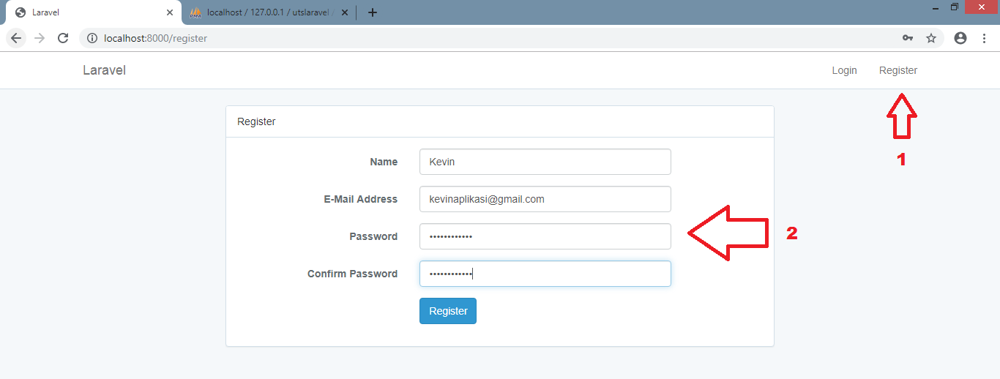 Laravel
localhost / 127.0.0.1 / utslaravel /
localhost:8000/register
Laravel Login Register
Register
1
Name Kevin
E-Mail Address kevinaplikasi@gmail.com
Password ••••••••••••
2
Confirm Password ••••••••••••
Register